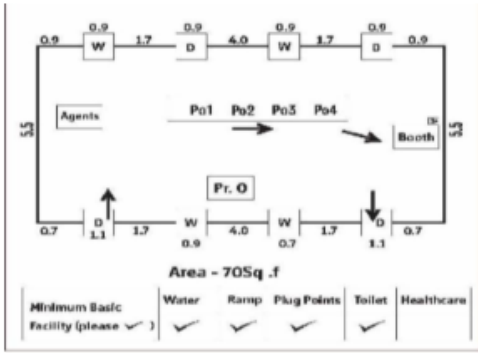 0.9 0.9 0.9 0.9
0.9 W 1.7 D 4.0 W 1.7 D 0.9
Agents Po1 Po2 Po3 Po4
5.5 Booth 5.5
Pr. O
D W W D
0.7 1.1 1.7 0.9 4.0 0.7 1.7 1.1 0.7
Area - 705q .f
Minimum Basic Water Ramp Plug Points Toilet Healthcare
Facility (please ✓ ) ✓ ✓ ✓ ✓